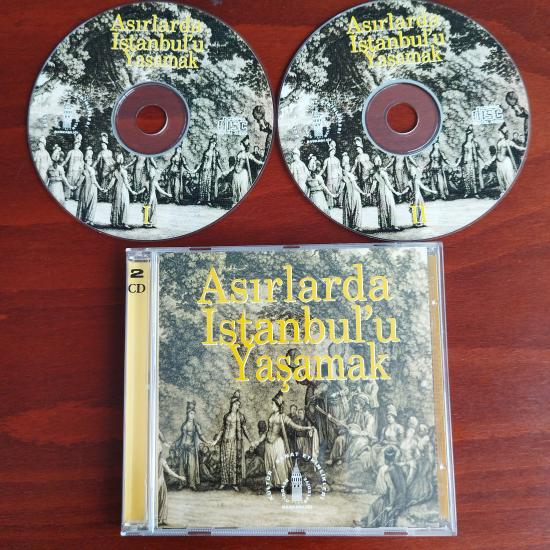 Asırlarda
İstanbul'u
Yaşamak
I
Asırlarda
İstanbul'u
Yaşamak
II
2
CD
Asırlarda
İstanbul'u
Yaşamak